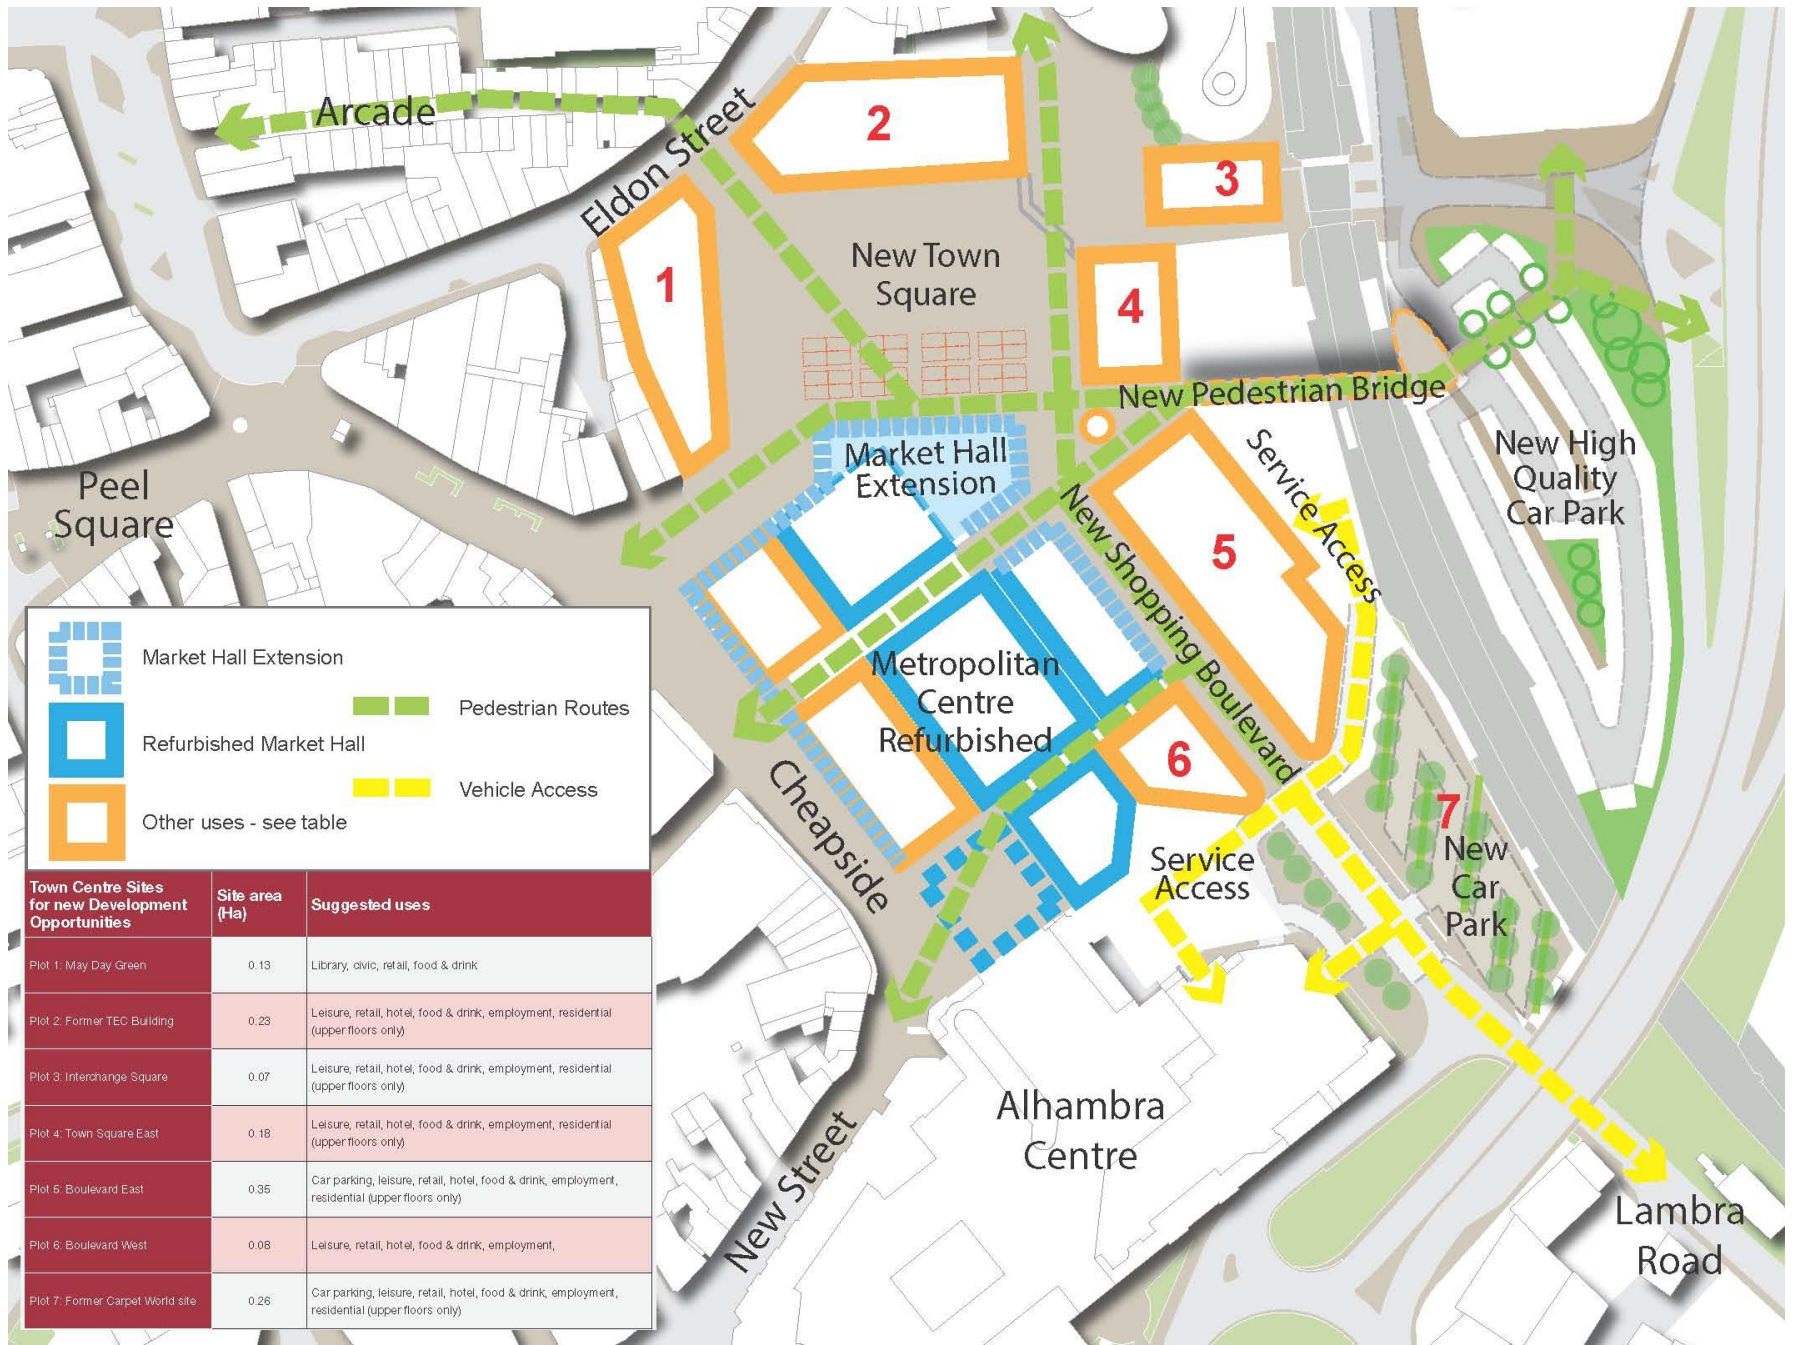 Arcade
Eldon Street
2
3
1
New Town
Square
4
New Pedestrian Bridge
Market Hall
Extension
Service Access
New High
Quality
Car Park
Peel
Square
New Shopping Boulevard
5
Metropolitan
Centre
Refurbished
6
7
New
Car
Park
Cheapside
Service
Access
Alhambra
Centre
New Street
Lambra
Road
Market Hall Extension
Pedestrian Routes
Refurbished Market Hall
Vehicle Access
Other uses - see table
Town Centre Sites
for new Development
Opportunities
Site area
(Ha)
Suggested uses
Plot 1: May Day Green
0.13
Library, civic, retail, food & drink
Plot 2: Former TEC Building
0.23
Leisure, retail, hotel, food & drink, employment, residential
(upper floors only)
Plot 3: Interchange Square
0.07
Leisure, retail, hotel, food & drink, employment, residential
(upper floors only)
Plot 4: Town Square East
0.18
Leisure, retail, hotel, food & drink, employment, residential
(upper floors only)
Plot 5: Boulevard East
0.35
Car parking, leisure, retail, hotel, food & drink, employment,
residential (upper floors only)
Plot 6: Boulevard West
0.08
Leisure, retail, hotel, food & drink, employment,
Plot 7: Former Carpet World site
0.26
Car parking, leisure, retail, hotel, food & drink, employment,
residential (upper floors only)